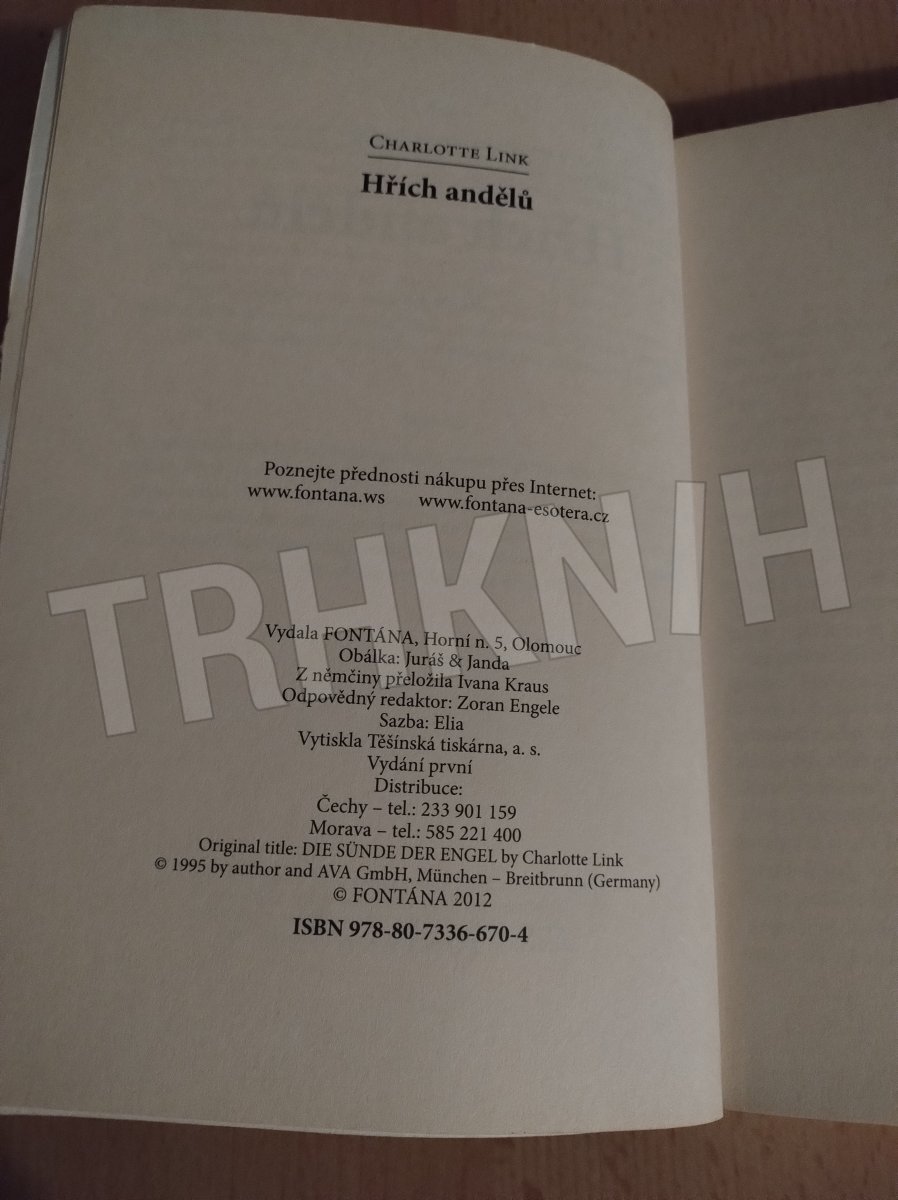 CHARLOTTE LINK
Hřích andělů
Poznejte přednosti nákupu přes Internet:
www.fontana.ws www.fontana-esotera.cz
TRHKNIH
Vydala FONTÁNA, Horní n. 5, Olomouc
Obálka: Juráš & Janda
Z němčiny přeložila Ivana Kraus
Odpovědný redaktor: Zoran Engele
Sazba: Elia
Vytiskla Těšínská tiskárna, a. s.
Vydání první
Distribuce:
Čechy – tel.: 233 901 159
Morava – tel.: 585 221 400
Original title: DIE SÜNDE DER ENGEL by Charlotte Link
© 1995 by author and AVA GmbH, München – Breitbrunn (Germany)
© FONTÁNA 2012
ISBN 978-80-7336-670-4